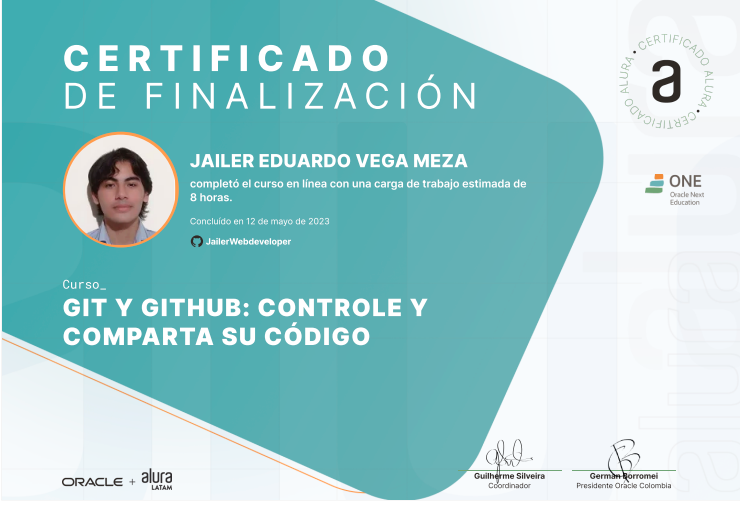 CERTIFICADO
DE FINALIZACIÓN
CERTIFICADO ALURA • CERTIFICADO ALURA •
a
JAILER EDUARDO VEGA MEZA
completó el curso en línea con una carga de trabajo estimada de
8 horas.
Concluído en 12 de mayo de 2023
JailerWebdeveloper
ONE
Oracle Next
Education
Curso_
GIT Y GITHUB: CONTROLE Y
COMPARTA SU CÓDIGO
ORACLE + alura
LATAM
Guilherme Silveira
Coordinador
German Borromei
Presidente Oracle Colombia
alura